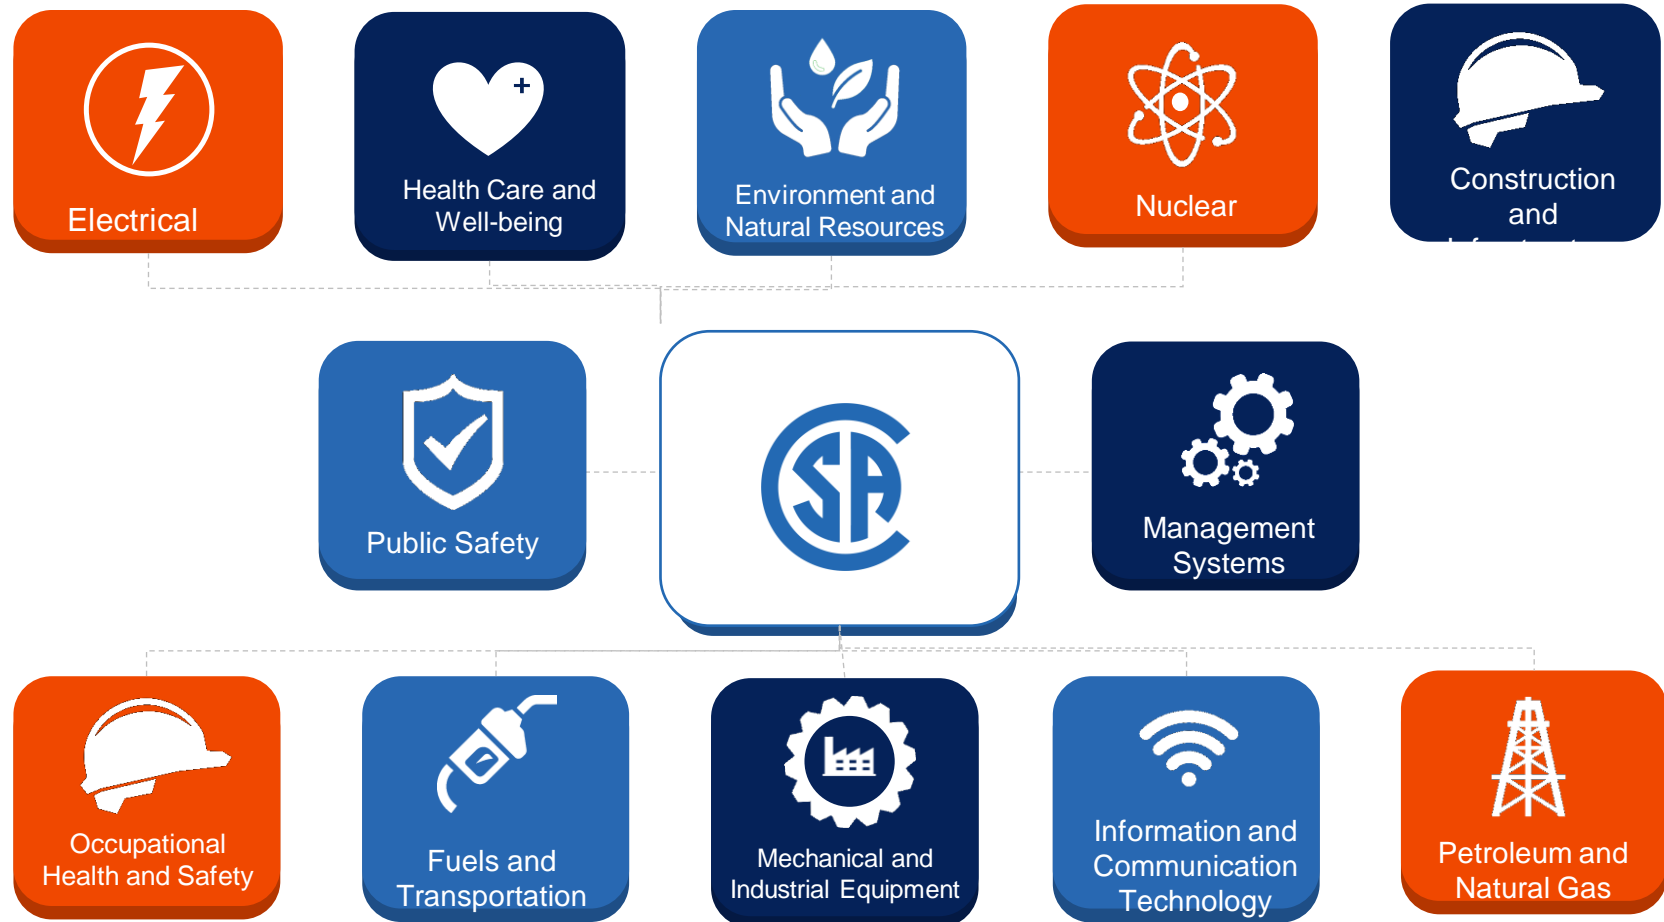 Electrical
Health Care and
Well-being
Environment and
Natural Resources
Nuclear
Construction
and
Public Safety
CSA
Management
Systems
Occupational
Health and Safety
Fuels and
Transportation
Mechanical and
Industrial Equipment
Information and
Communication
Technology
Petroleum and
Natural Gas